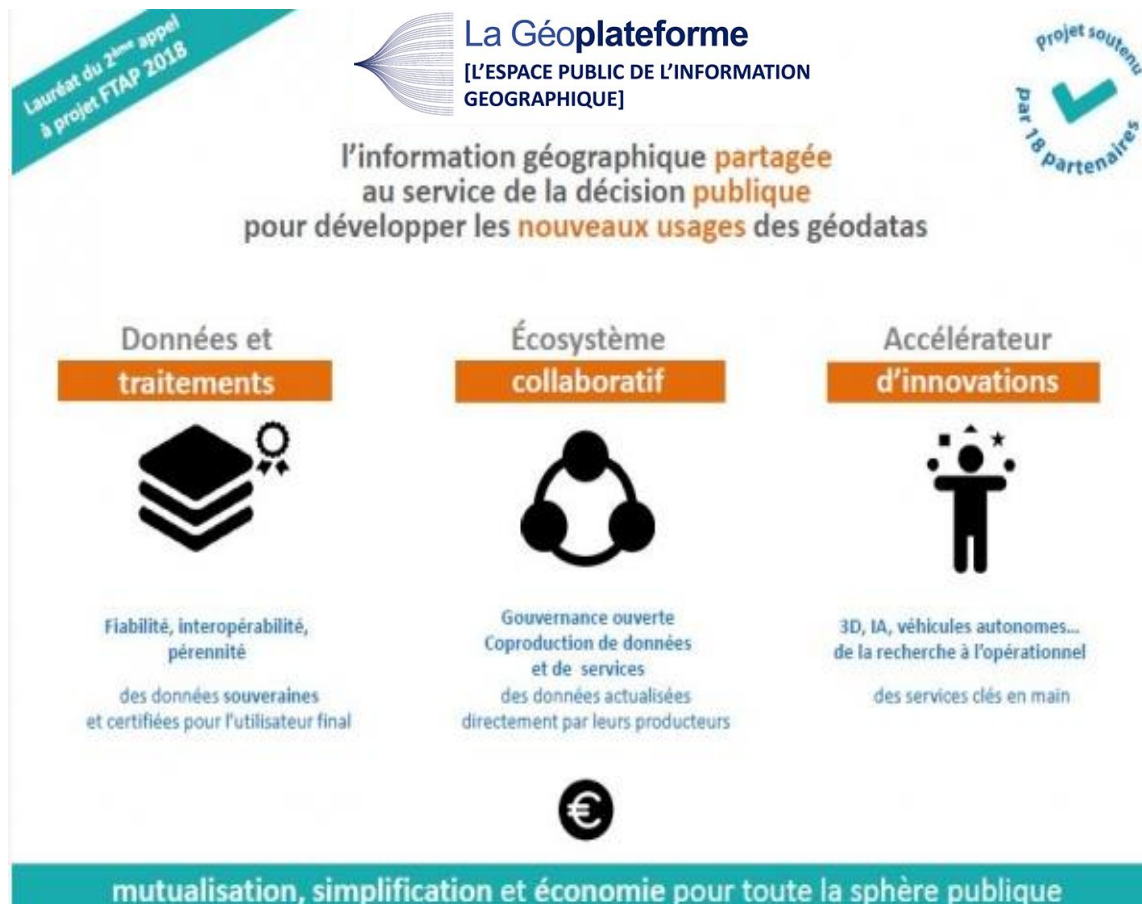 Lauréat du 2ème appel
à projet FTAP 2018
La Géoplateforme
[L'ESPACE PUBLIC DE L'INFORMATION
GEOGRAPHIQUE]
Projet soutenu
par 18 partenaires
l'information géographique partagée
au service de la décision publique
pour développer les nouveaux usages des géodatas
Données et
traitements
Fiabilité, interopérabilité,
pérennité
des données souveraines
et certifiées pour l'utilisateur final
Écosystème
collaboratif
Gouvernance ouverte
Coproduction de données
et de services
des données actualisées
directement par leurs producteurs
Accélérateur
d'innovations
3D, IA, véhicules autonomes...
de la recherche à l'opérationnel
des services clés en main
€
mutualisation, simplification et économie pour toute la sphère publique